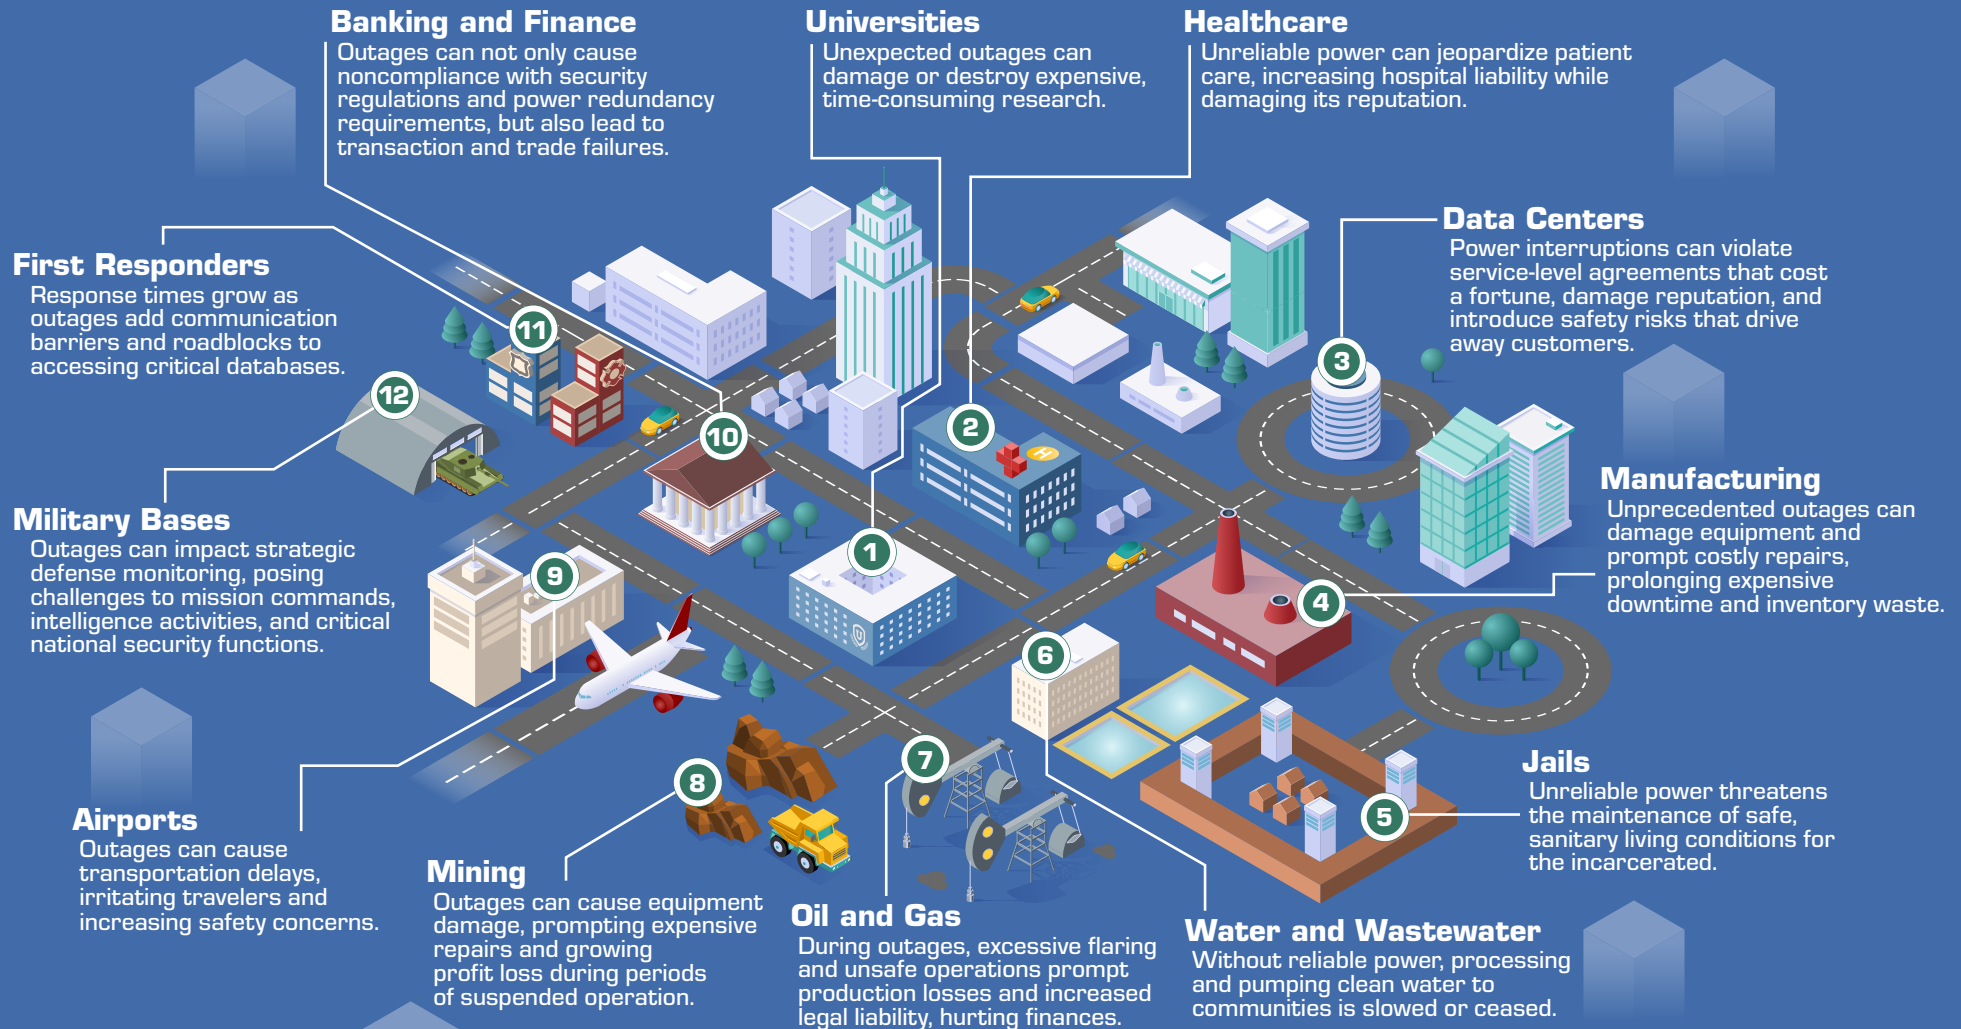 Banking and Finance
Outages can not only cause
noncompliance with security
regulations and power redundancy
requirements, but also lead to
transaction and trade failures.
Universities
Unexpected outages can
damage or destroy expensive,
time-consuming research.
Healthcare
Unreliable power can jeopardize patient
care, increasing hospital liability while
damaging its reputation.
Data Centers
Power interruptions can violate
service-level agreements that cost
a fortune, damage reputation, and
introduce safety risks that drive
away customers.
First Responders
Response times grow as
outages add communication
barriers and roadblocks to
accessing critical databases.
11
3
12
10
2
H
Manufacturing
Unprecedented outages can
damage equipment and
prompt costly repairs,
prolonging expensive
downtime and inventory waste.
Military Bases
Outages can impact strategic
defense monitoring, posing
challenges to mission commands,
intelligence activities, and critical
national security functions.
9
1
U
4
6
7
8
5
Jails
Unreliable power threatens
the maintenance of safe,
sanitary living conditions for
the incarcerated.
Airports
Outages can cause
transportation delays,
irritating travelers and
increasing safety concerns.
Mining
Outages can cause equipment
damage, prompting expensive
repairs and growing
profit loss during periods
of suspended operation.
Oil and Gas
During outages, excessive flaring
and unsafe operations prompt
production losses and increased
legal liability, hurting finances.
Water and Wastewater
Without reliable power, processing
and pumping clean water to
communities is slowed or ceased.